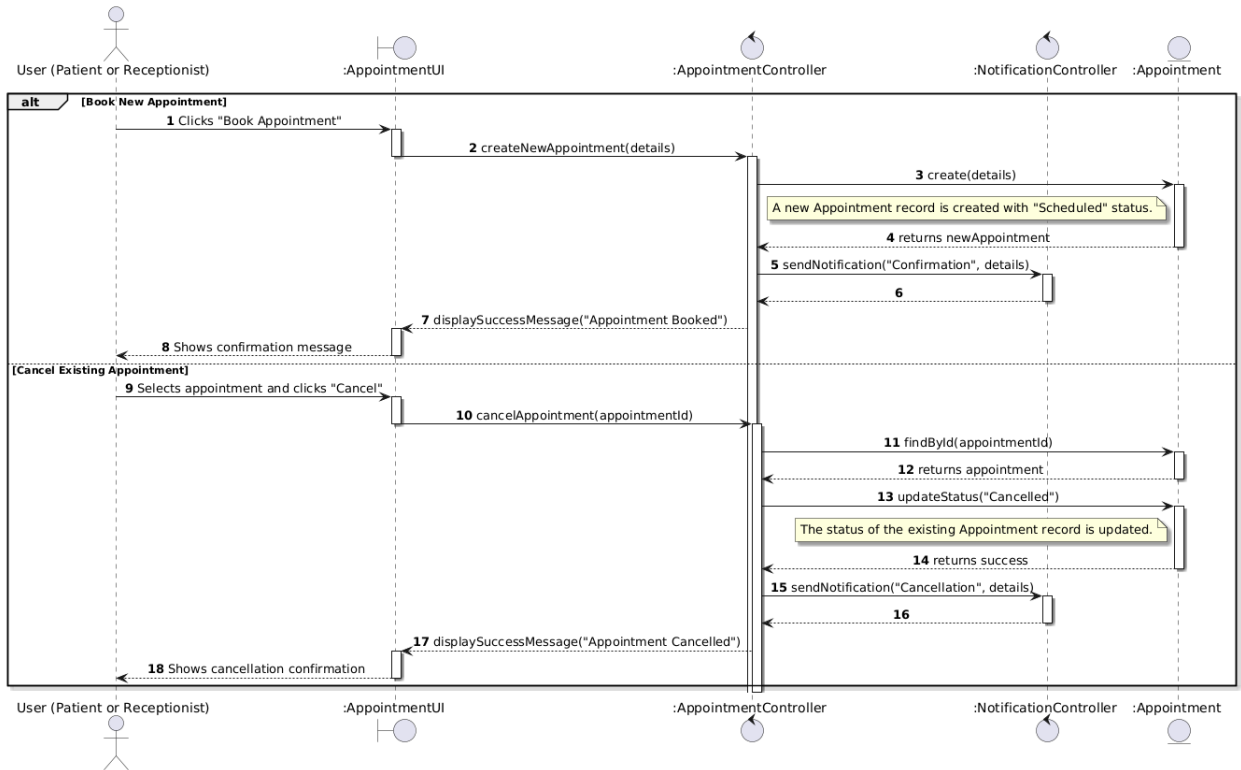 User (Patient or Receptionist)
:AppointmentUI
:AppointmentController
:NotificationController
:Appointment
alt
[Book New Appointment]
1 Clicks "Book Appointment"
2 createNewAppointment(details)
3 create(details)
A new Appointment record is created with "Scheduled" status.
4 returns newAppointment
5 sendNotification("Confirmation", details)
6
7 displaySuccessMessage("Appointment Booked")
8 Shows confirmation message
[Cancel Existing Appointment]
9 Selects appointment and clicks "Cancel"
10 cancelAppointment(appointmentId)
11 findById(appointmentId)
12 returns appointment
13 updateStatus("Cancelled")
The status of the existing Appointment record is updated.
14 returns success
15 sendNotification("Cancellation", details)
16
17 displaySuccessMessage("Appointment Cancelled")
18 Shows cancellation confirmation
User (Patient or Receptionist)
:AppointmentUI
:AppointmentController
:NotificationController
:Appointment